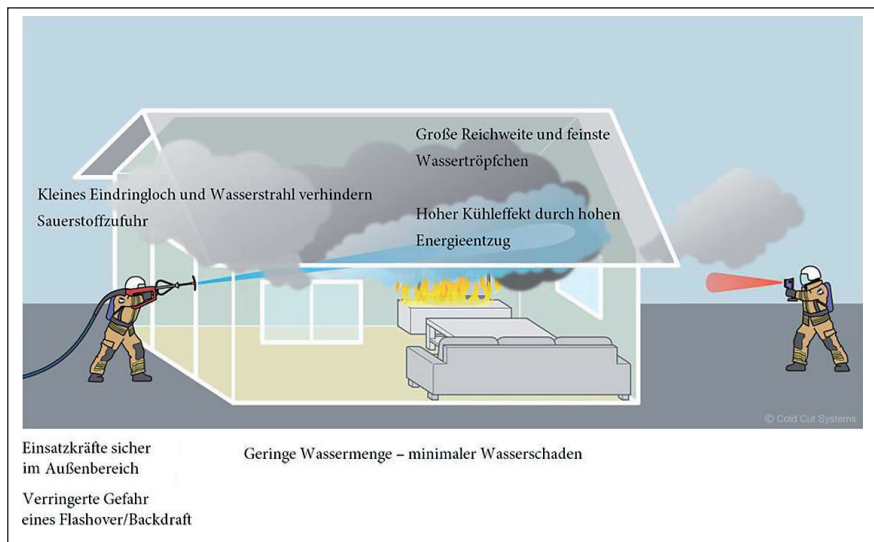 Große Reichweite und feinste
Wassertröpfchen
Kleines Eindringloch und Wasserstrahl verhindern
Sauerstoffzufuhr
Hoher Kühleffekt durch hohen
Energieentzug
© Cold Cut Systems
Einsatzkräfte sicher
im Außenbereich
Geringe Wassermenge – minimaler Wasserschaden
Verringerte Gefahr
eines Flashover/Backdraft